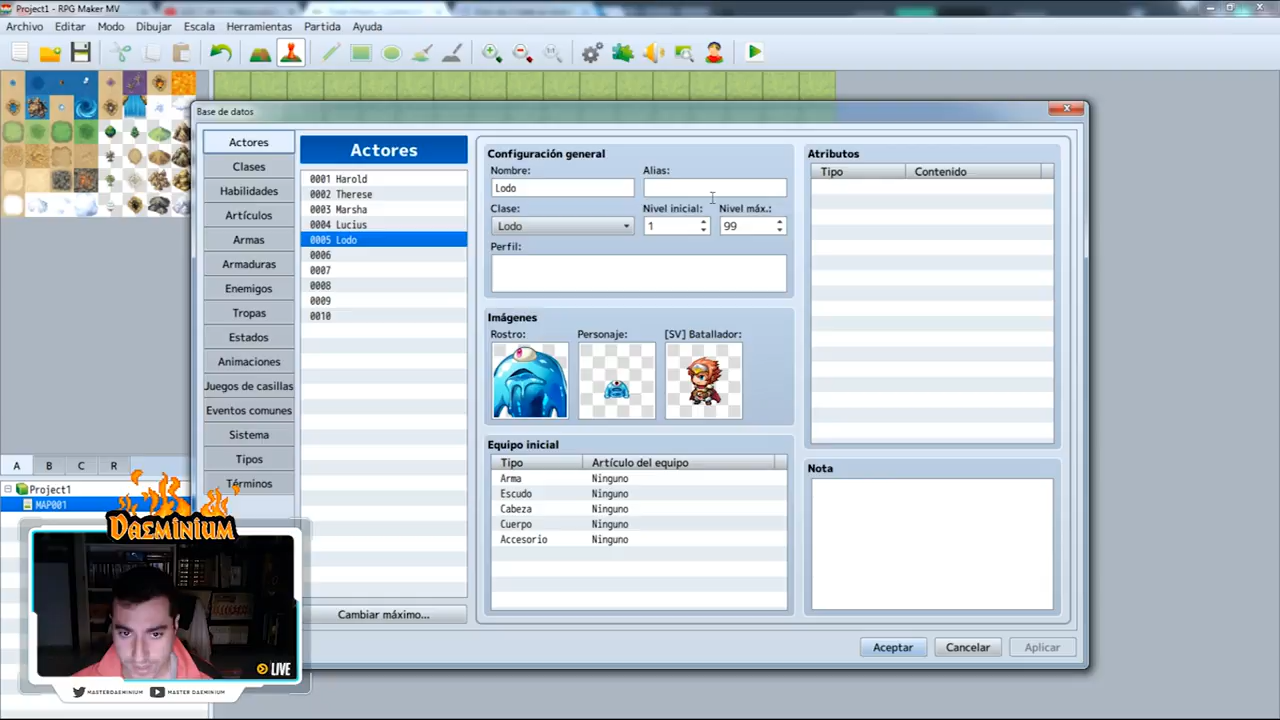 Project1 - RPG Maker MV
Archivo Editar Modo Dibujar Escala Herramientas Partida Ayuda
Base de datos
Actores
Clases
Habilidades
Artículos
Armas
Armaduras
Enemigos
Tropas
Estados
Animaciones
Juegos de casillas
Eventos comunes
Sistema
Tipos
Términos
Actores
0001 Harold
0002 Therese
0003 Marsha
0004 Lucius
0005 Lodo
0006
0007
0008
0009
0010
Cambiar máximo...
Configuración general
Nombre: Alias:
Lodo
Clase: Nivel inicial: Nivel máx.:
Lodo 1 99
Perfil:
Imágenes
Rostro: Personaje: [SV] Batallador:
Equipo inicial
Tipo Artículo del equipo
Arma Ninguno
Escudo Ninguno
Cabeza Ninguno
Cuerpo Ninguno
Accesorio Ninguno
Atributos
Tipo Contenido
Nota
Aceptar Cancelar Aplicar
A B C R
Project1
MAP001
DAEMINIUM
LIVE
MASTERDAEMINIUM MASTER DAEMINIUM